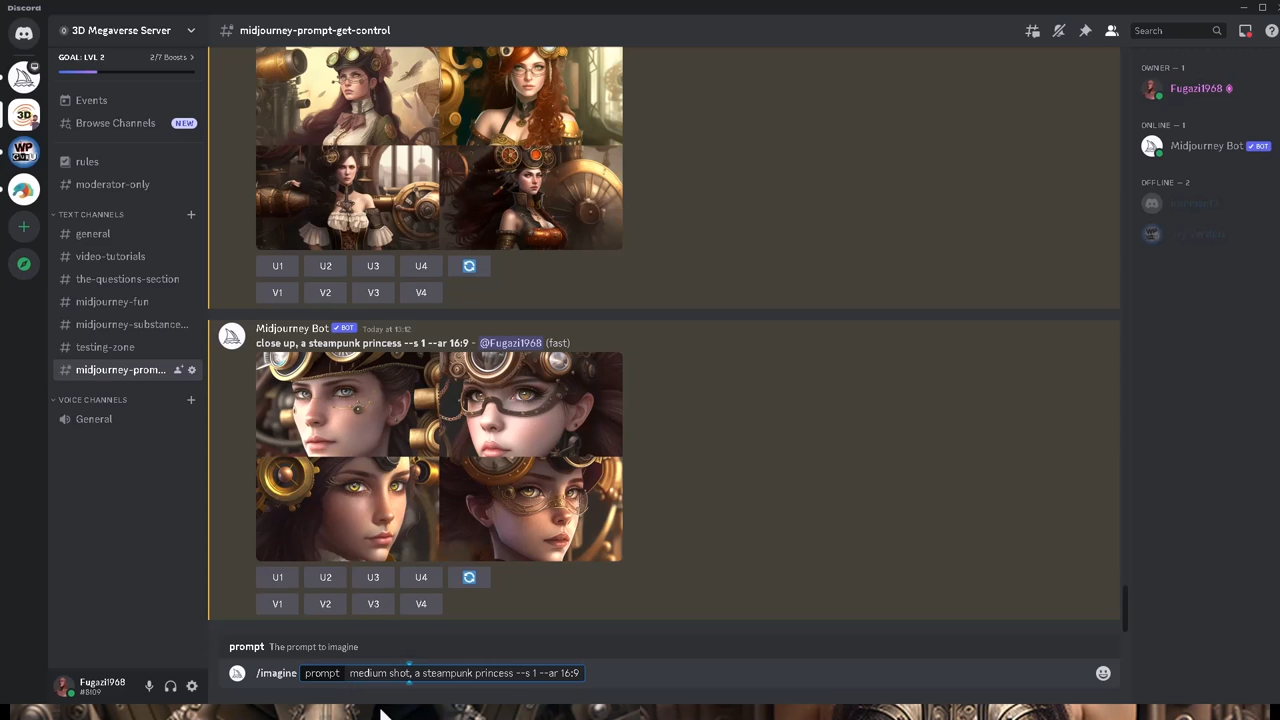 Discord
3D Megaverse Server
midjourney-prompt-get-control
Search
GOAL: LVL 2
2/7 Boosts
Events
Browse Channels
NEW
rules
moderator-only
TEXT CHANNELS
general
video-tutorials
the-questions-section
midjourney-fun
midjourney-substance...
testing-zone
midjourney-prom...
VOICE CHANNELS
General
Fugazi1968
#8109
3D
WP
GURU
U1 U2 U3 U4
V1 V2 V3 V4
Midjourney Bot BOT Today at 13:12
close up, a steampunk princess --s 1 --ar 16:9 - @Fugazi1968 (fast)
U1 U2 U3 U4
V1 V2 V3 V4
prompt The prompt to imagine
/imagine prompt medium shot, a steampunk princess --s 1 --ar 16:9
OWNER — 1
Fugazi1968
ONLINE — 1
Midjourney Bot BOT
OFFLINE — 2